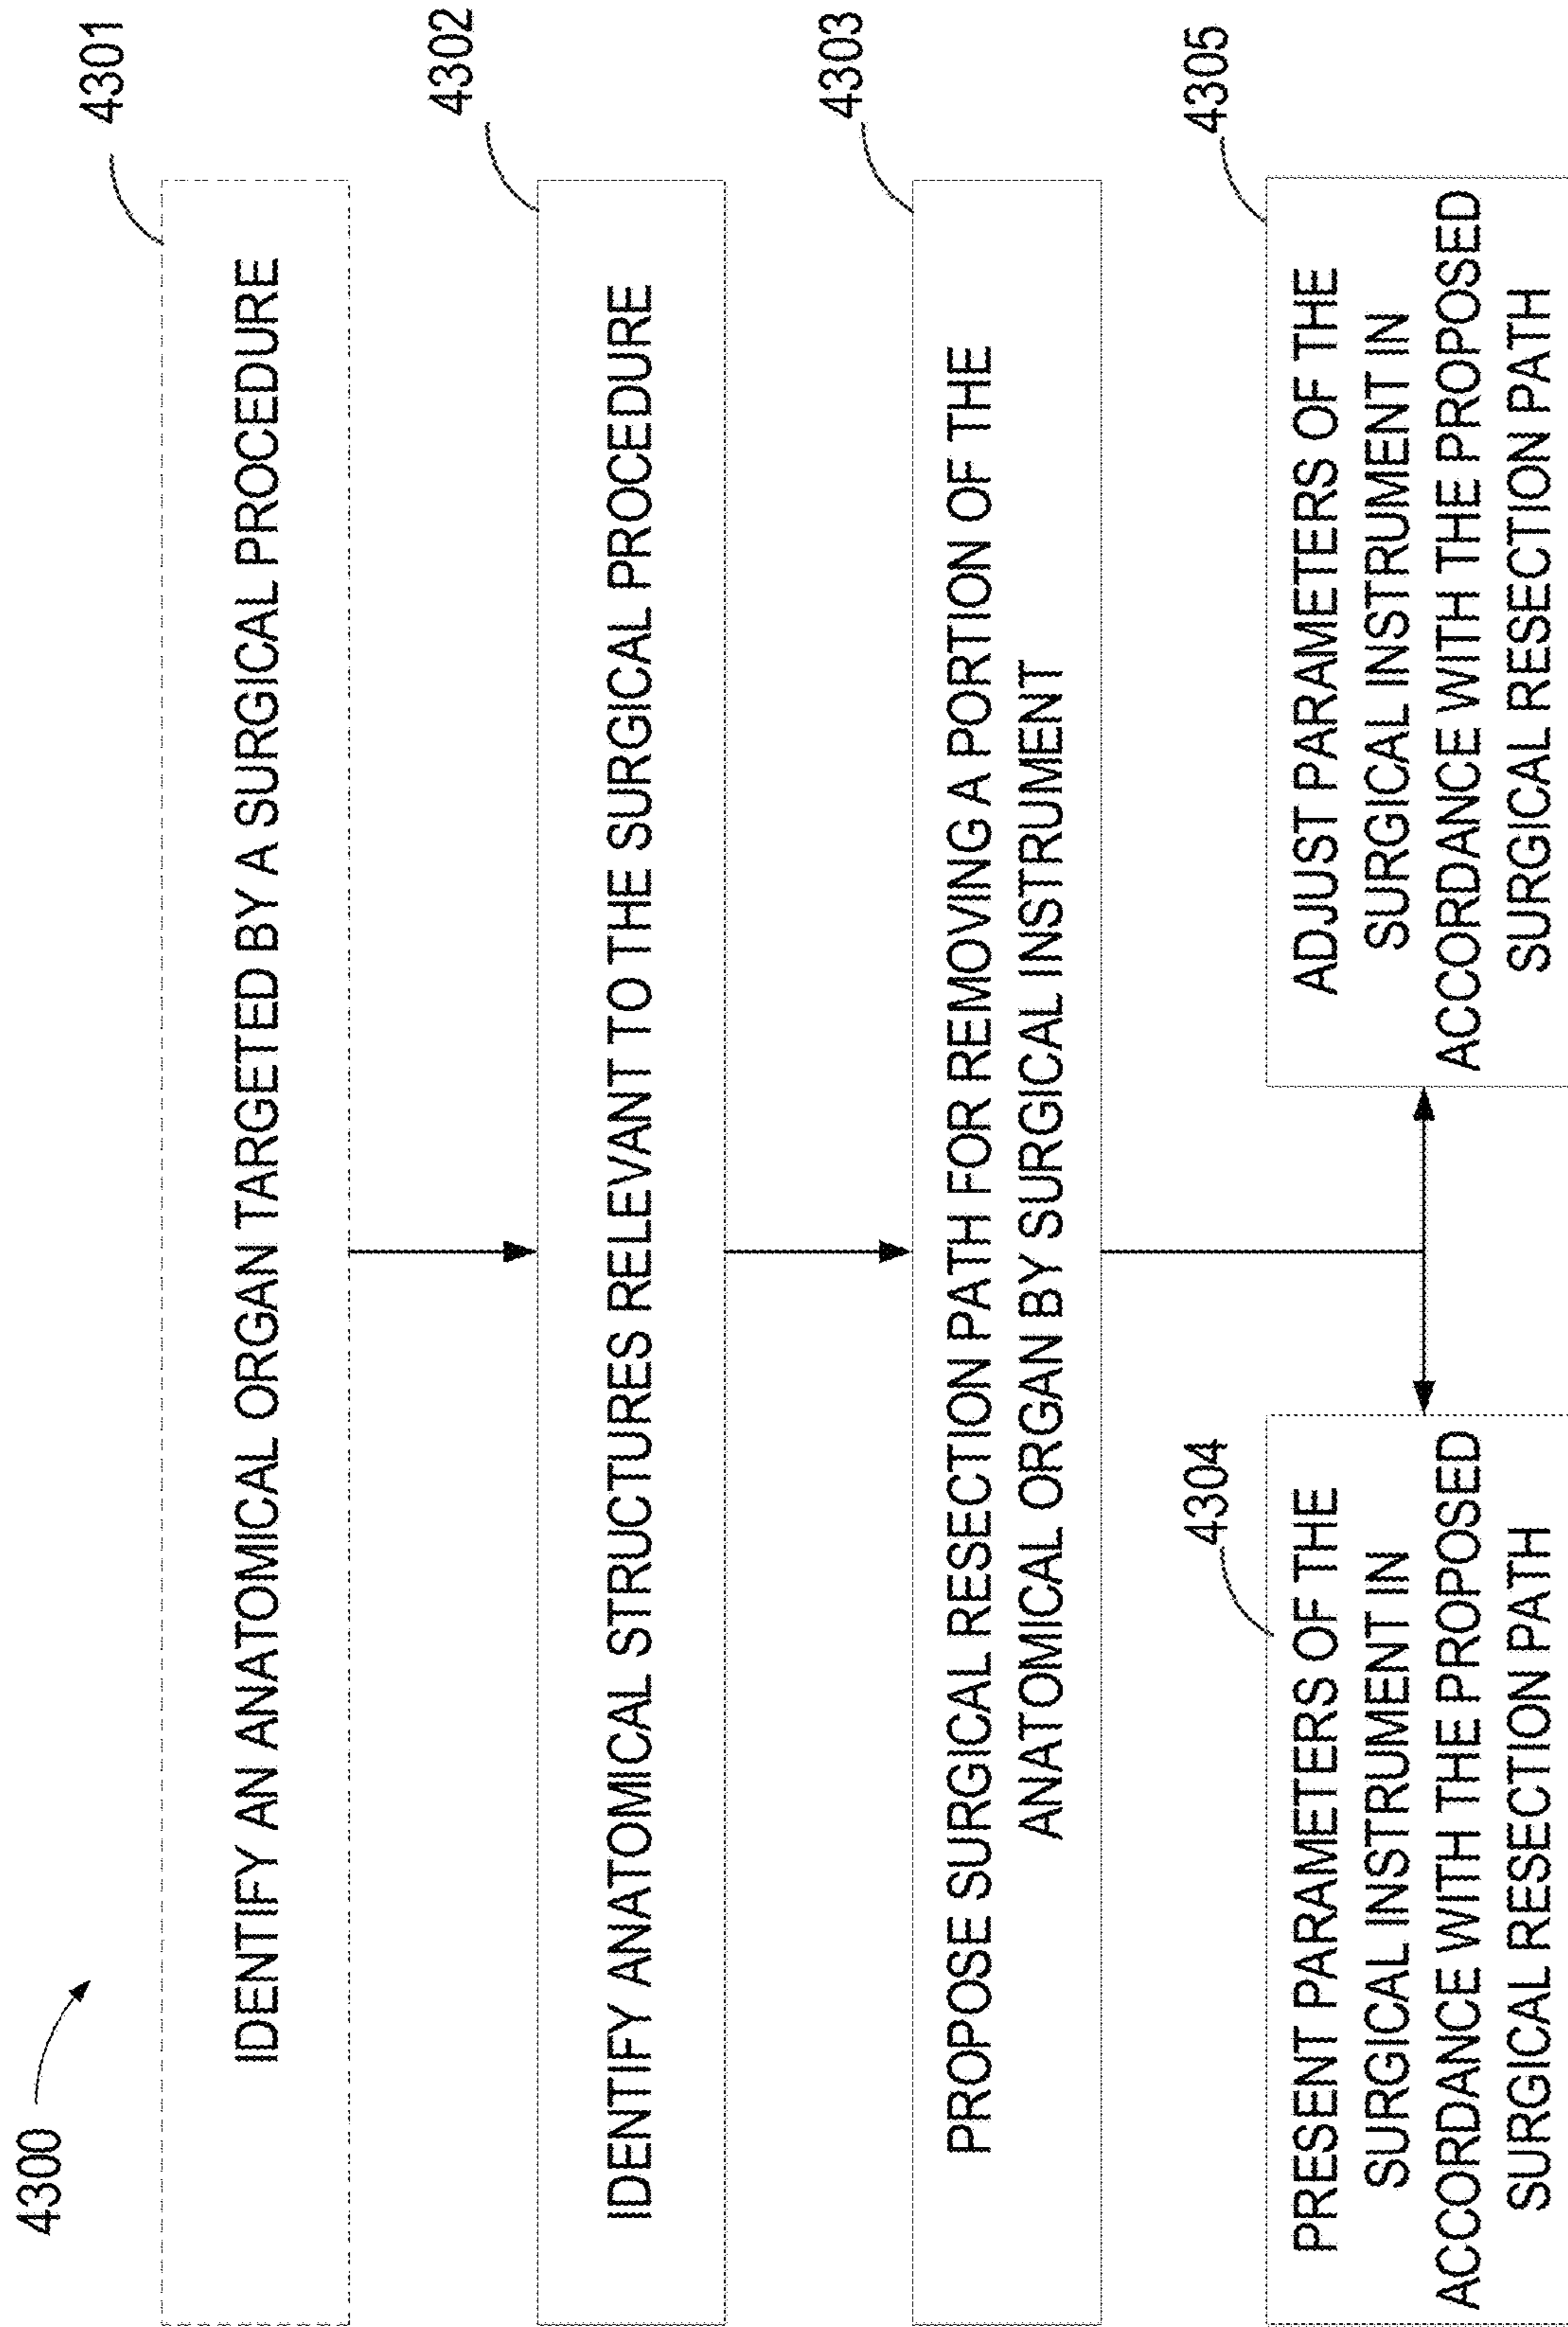 4300
4301
IDENTIFY AN ANATOMICAL ORGAN TARGETED BY A SURGICAL PROCEDURE
4302
IDENTIFY ANATOMICAL STRUCTURES RELEVANT TO THE SURGICAL PROCEDURE
4303
PROPOSE SURGICAL RESECTION PATH FOR REMOVING A PORTION OF THE
ANATOMICAL ORGAN BY SURGICAL INSTRUMENT
4304
PRESENT PARAMETERS OF THE
SURGICAL INSTRUMENT IN
ACCORDANCE WITH THE PROPOSED
SURGICAL RESECTION PATH
4305
ADJUST PARAMETERS OF THE
SURGICAL INSTRUMENT IN
ACCORDANCE WITH THE PROPOSED
SURGICAL RESECTION PATH